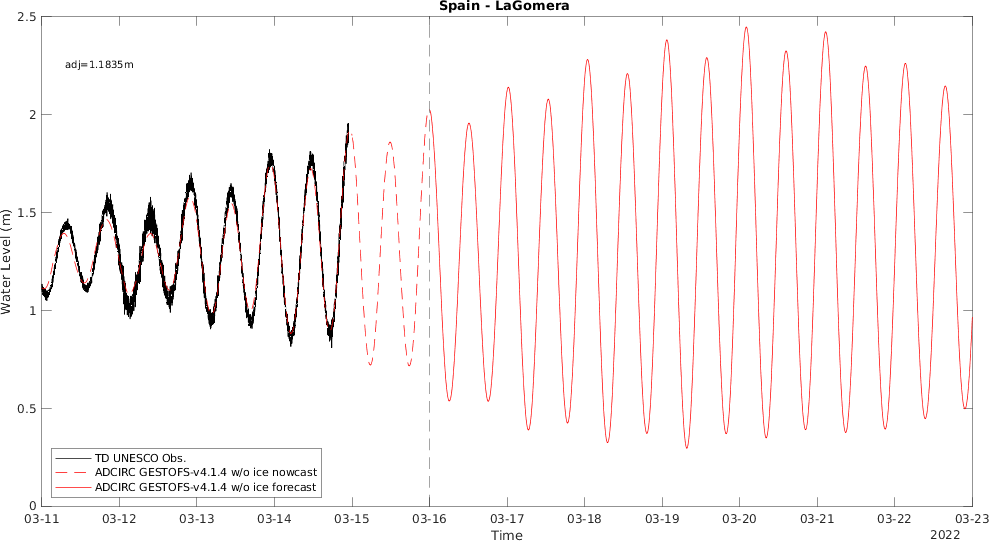 Spain - LaGomera
2.5
adj=1.1835m
2
1.5
Water Level (m)
1
0.5
TD UNESCO Obs.
ADCIRC GESTOFS-v4.1.4 w/o ice nowcast
ADCIRC GESTOFS-v4.1.4 w/o ice forecast
0
03-11 03-12 03-13 03-14 03-15 03-16 03-17 03-18 03-19 03-20 03-21 03-22 03-23
Time
2022